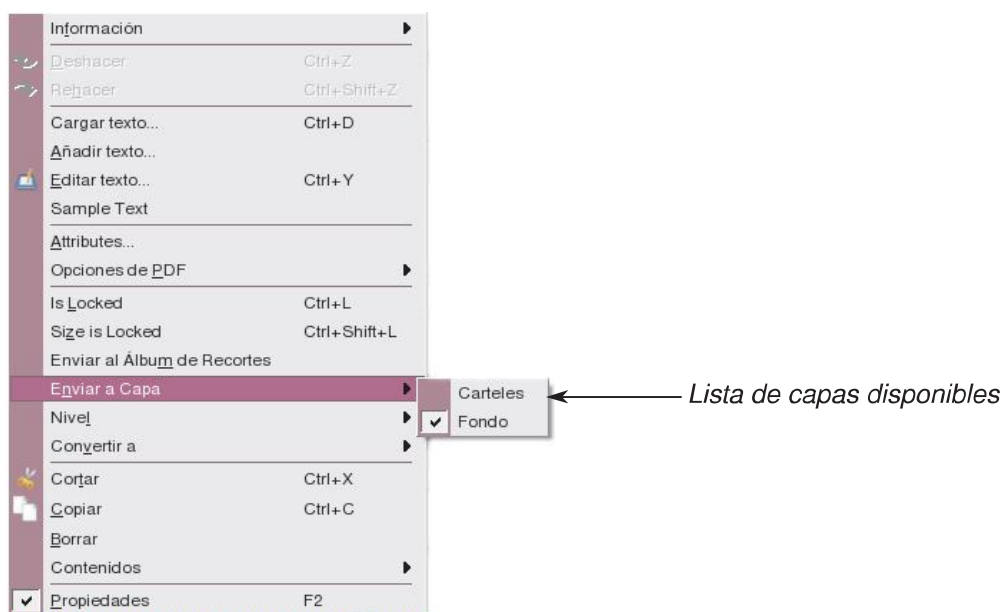 Información
Deshacer Ctrl+Z
Rehacer Ctrl+Shift+Z
Cargar texto... Ctrl+D
Añadir texto...
Editar texto... Ctrl+Y
Sample Text
Attributes...
Opciones de PDF
Is Locked Ctrl+L
Size is Locked Ctrl+Shift+L
Enviar al Álbum de Recortes
Enviar a Capa
Carteles
Lista de capas disponibles
Nivel
Fondo
Convertir a
Cortar Ctrl+X
Copiar Ctrl+C
Borrar
Contenidos
Propiedades F2